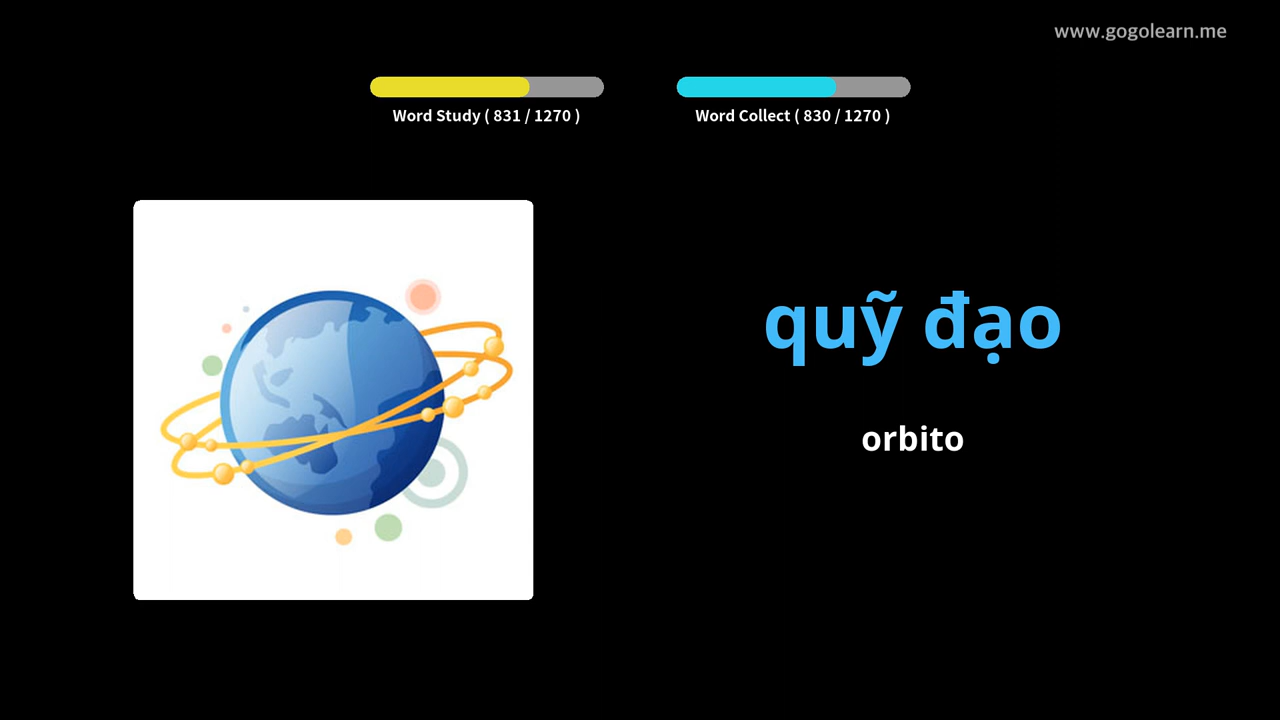 www.gogolearn.me
Word Study ( 831 / 1270 )
Word Collect ( 830 / 1270 )
quỹ đạo
orbito